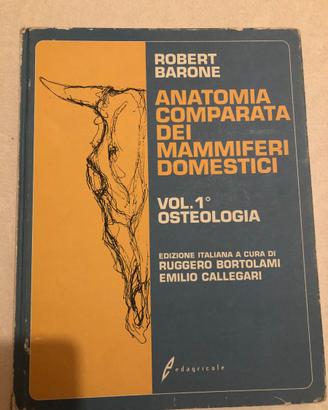 ROBERT
BARONE
ANATOMIA
COMPARATA
DEI
MAMMIFERI
DOMESTICI
VOL.1°
OSTEOLOGIA
EDIZIONE ITALIANA A CURA DI
RUGGERO BORTOLAMI
EMILIO CALLEGARI
edagricole